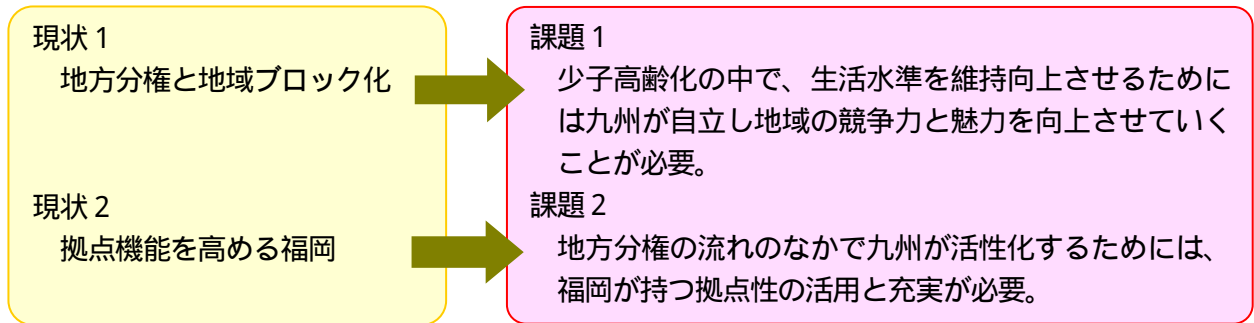 現状1
地方分権と地域ブロック化
現状2
拠点機能を高める福岡
課題1
少子高齢化の中で、生活水準を維持向上させるために
は九州が自立し地域の競争力と魅力を向上させていく
ことが必要。
課題2
地方分権の流れのなかで九州が活性化するためには、
福岡が持つ拠点性の活用と充実が必要。